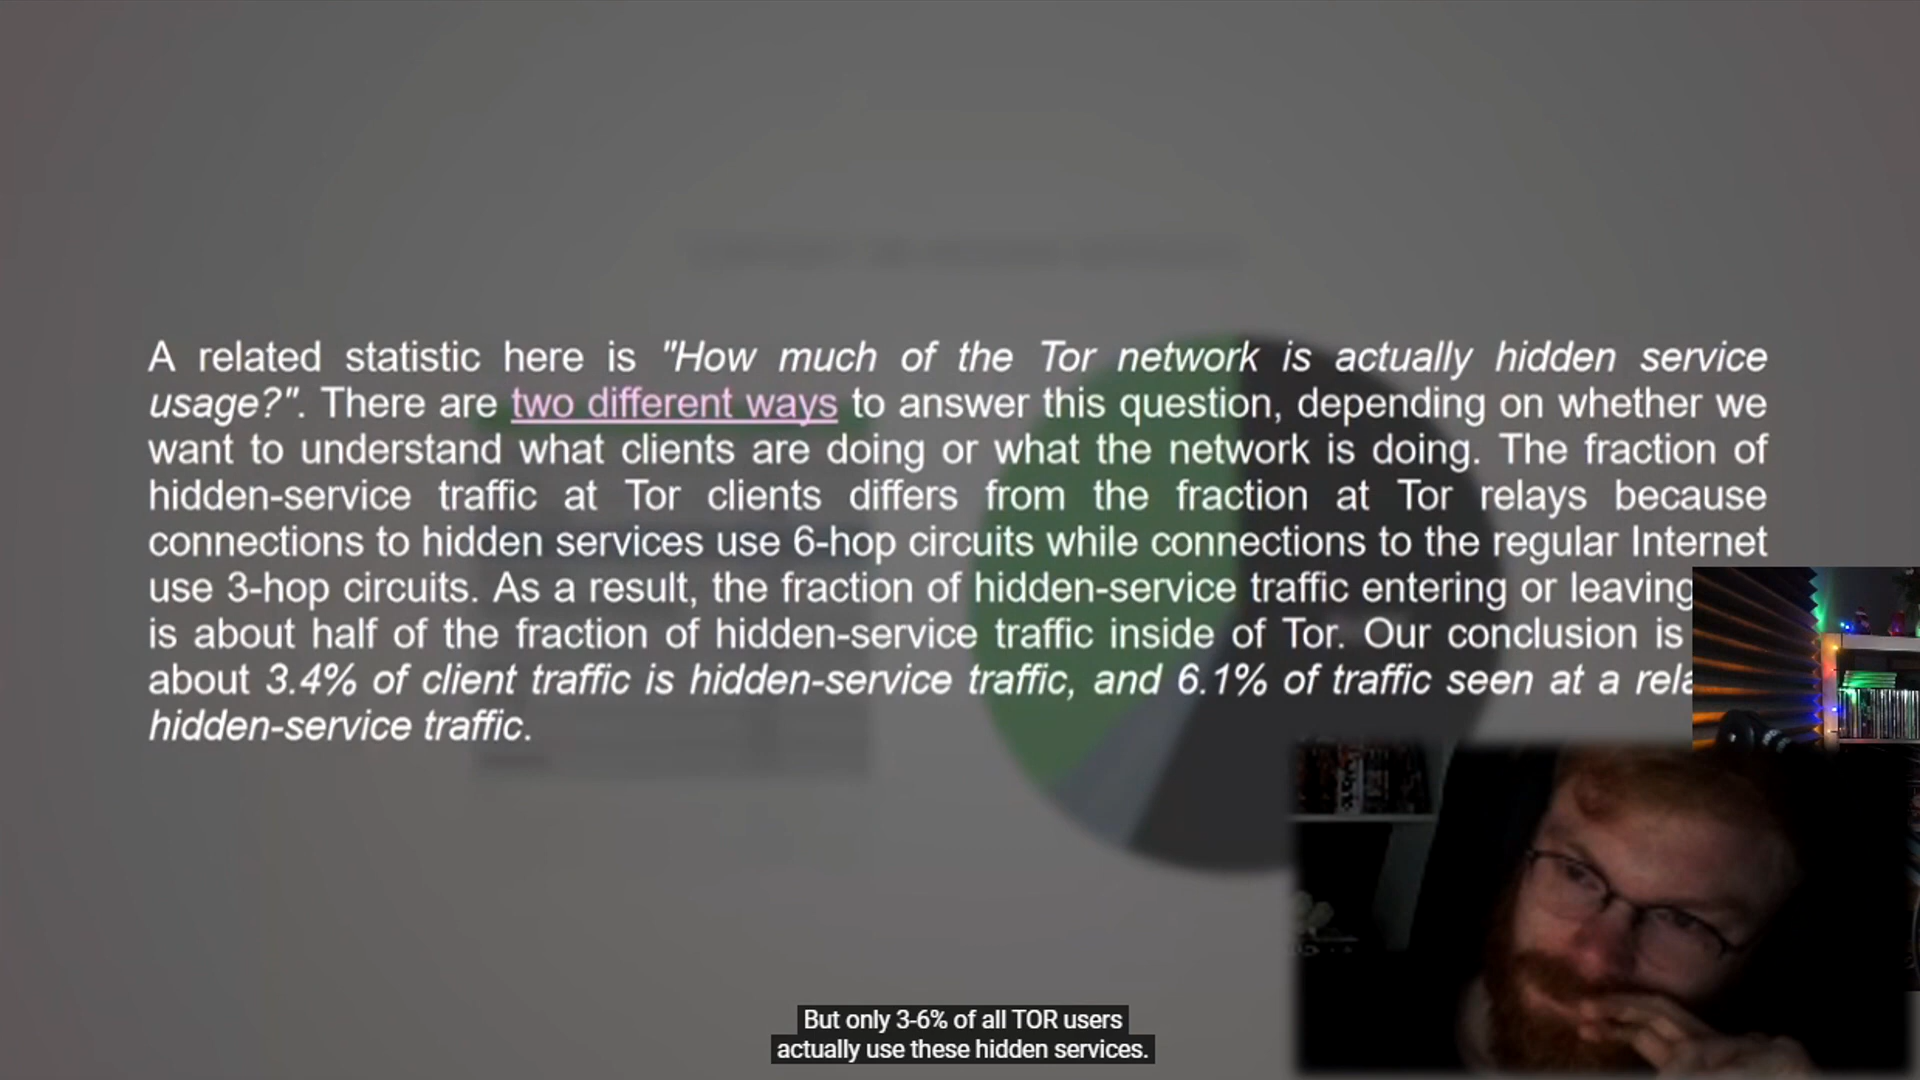 A related statistic here is "How much of the Tor network is actually hidden service
usage?". There are two different ways to answer this question, depending on whether we
want to understand what clients are doing or what the network is doing. The fraction of
hidden-service traffic at Tor clients differs from the fraction at Tor relays because
connections to hidden services use 6-hop circuits while connections to the regular Internet
use 3-hop circuits. As a result, the fraction of hidden-service traffic entering or leaving
is about half of the fraction of hidden-service traffic inside of Tor. Our conclusion is
about 3.4% of client traffic is hidden-service traffic, and 6.1% of traffic seen at a
hidden-service traffic.
But only 3-6% of all TOR users
actually use these hidden services.